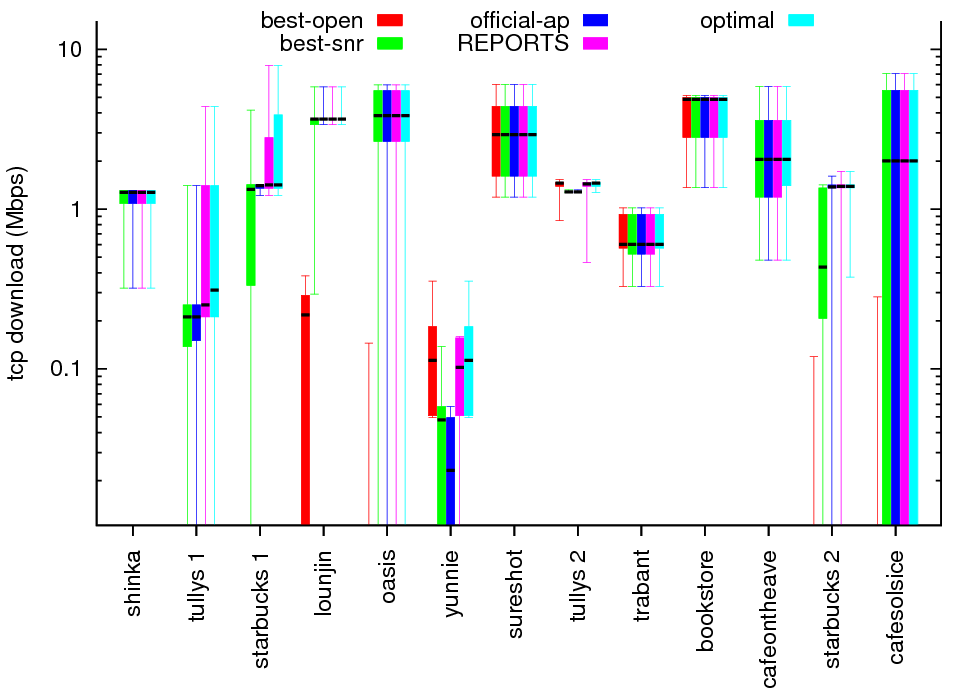 best-open official-ap optimal
best-snr REPORTS
10
1
0.1
tcp download (Mbps)
shinka
tullys 1
starbucks 1
lounjin
oasis
yunnie
sureshot
tullys 2
trabant
bookstore
cafeontheave
starbucks 2
cafesolsice